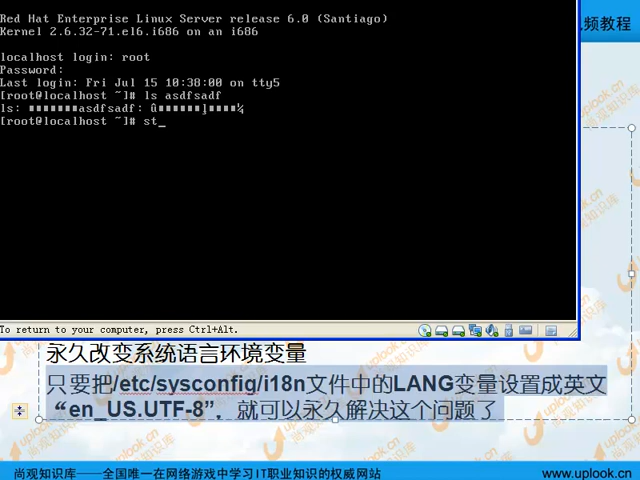 Red Hat Enterprise Linux Server release 6.0 (Santiago)
Kernel 2.6.32-71.el6.i686 on an i686
localhost login: root
Password:
Last login: Fri Jul 15 10:38:00 on tty5
[root@localhost ~]# ls asdfsadf
ls: ■■■■■■■asdfsadf: û■■■■■■]■■■■¼
[root@localhost ~]# st_
To return to your computer, press Ctrl+Alt.
频教程
永久改变系统语言环境变量
只要把/etc/sysconfig/i18n文件中的LANG变量设置成英文
“en_US.UTF-8”，就可以永久解决这个问题了
尚观知识库——全国唯一在网络游戏中学习IT职业知识的权威网站
www.uplook.cn